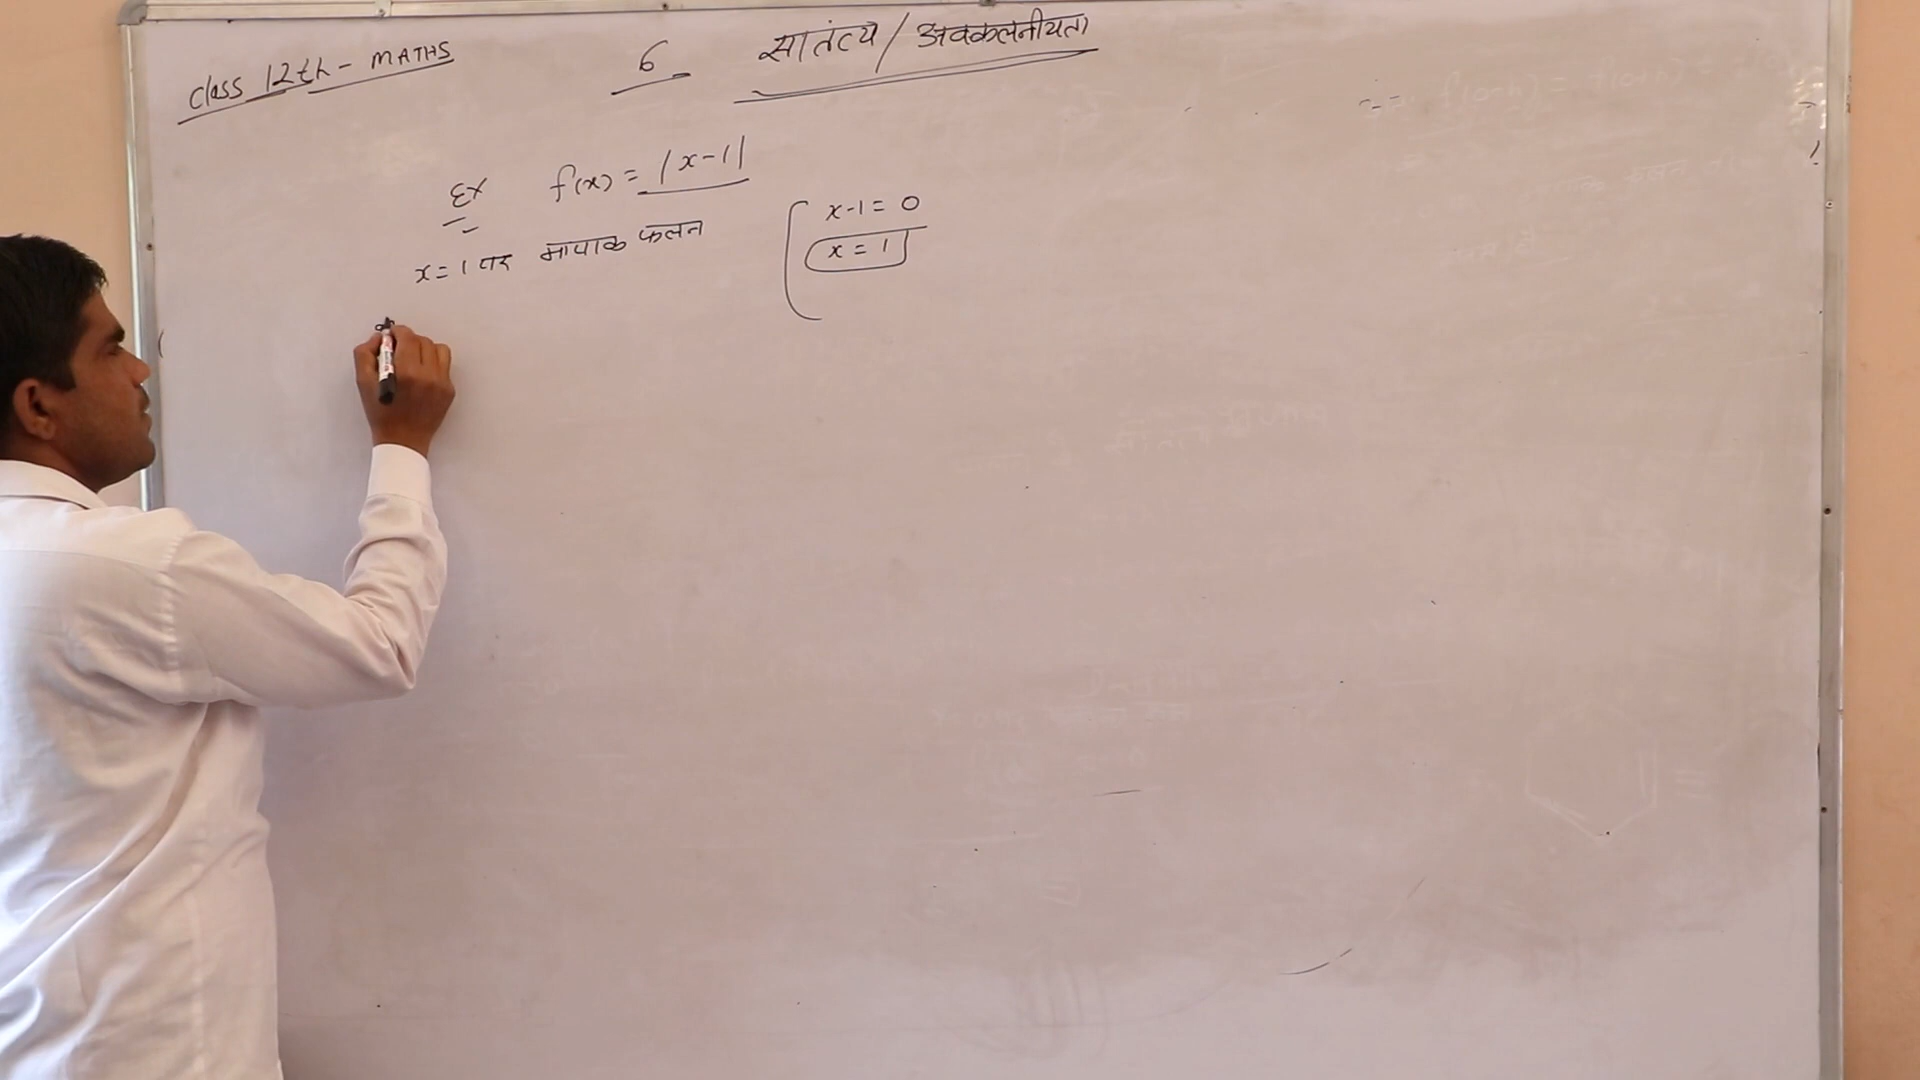 class 12th - MATHS
6 सातत्य / अवकलनीयता
Ex f(x) = |x-1|
x-1 = 0
x = 1 पर मापाक फलन
x = 1